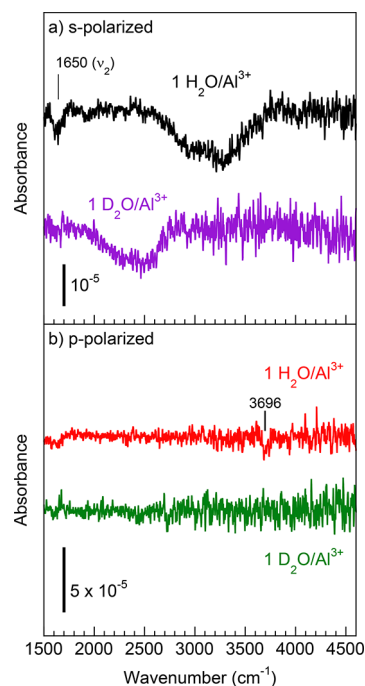 a) s-polarized
1650 (ν₂)
1 H₂O/Al³⁺
Absorbance
1 D₂O/Al³⁺
10⁻⁵
b) p-polarized
1 H₂O/Al³⁺
3696
Absorbance
1 D₂O/Al³⁺
5 x 10⁻⁵
1500 2000 2500 3000 3500 4000 4500
Wavenumber (cm⁻¹)